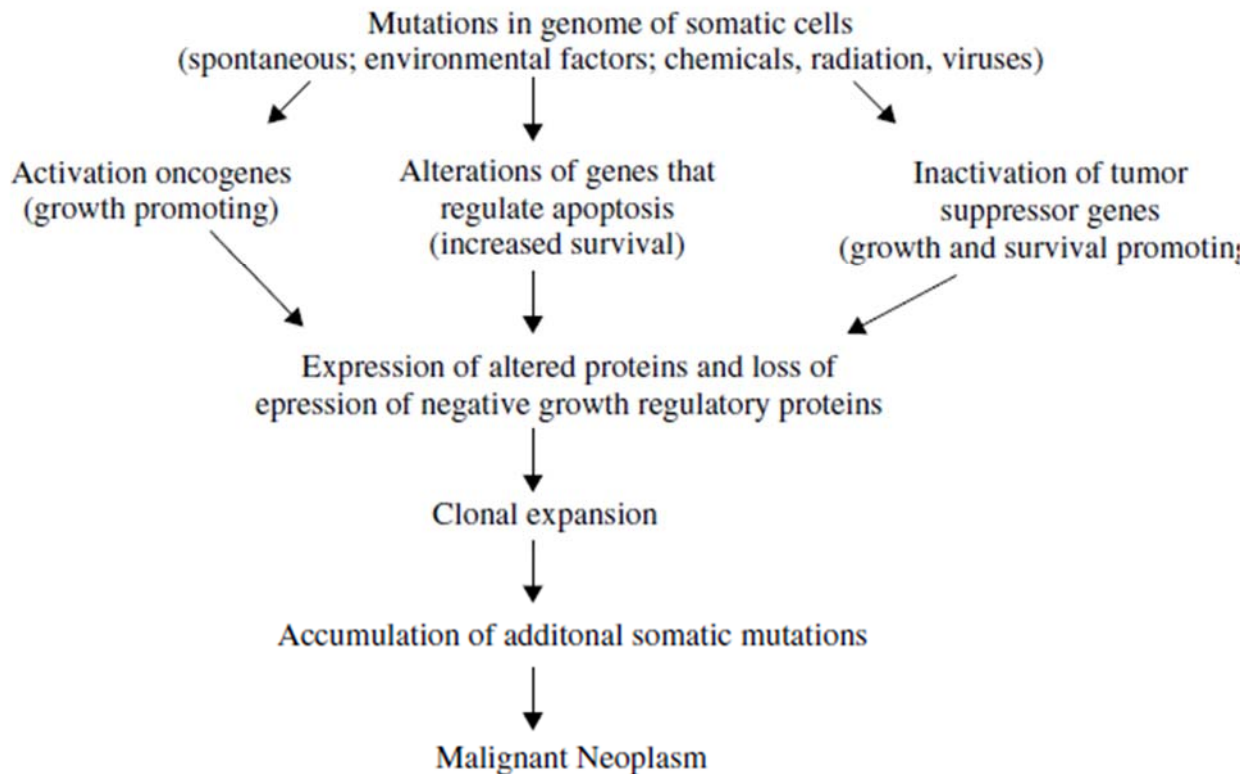 Mutations in genome of somatic cells
(spontaneous; environmental factors; chemicals, radiation, viruses)
Activation oncogenes
(growth promoting)
Alterations of genes that
regulate apoptosis
(increased survival)
Inactivation of tumor
suppressor genes
(growth and survival promoting
Expression of altered proteins and loss of
epression of negative growth regulatory proteins
Clonal expansion
Accumulation of additonal somatic mutations
Malignant Neoplasm